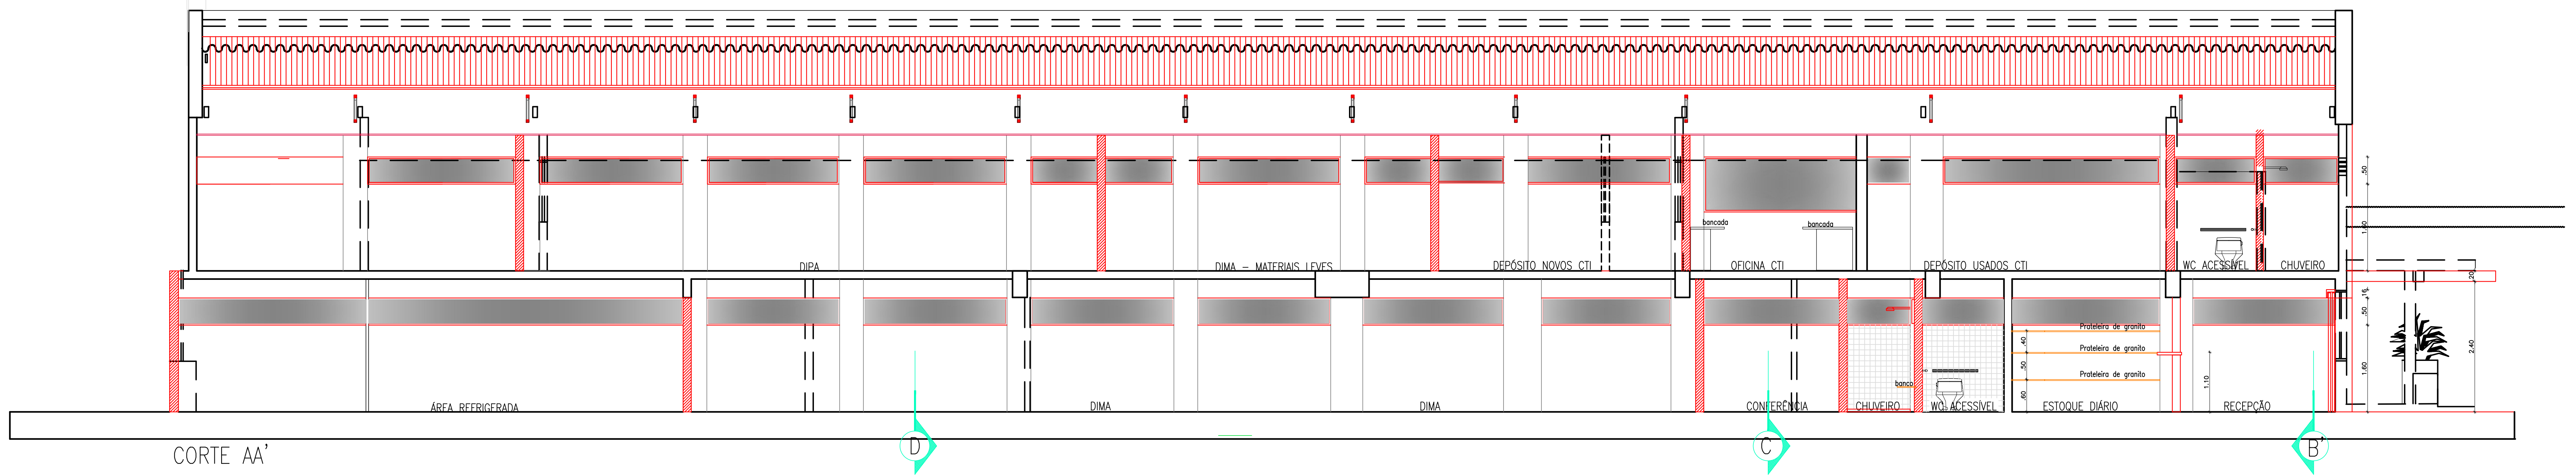 .50
1.60
bancada
bancada
DIPA
DIMA - MATERIAIS LEVES
DEPÓSITO NOVOS CTI
OFICINA CTI
DEPÓSITO USADOS CTI
WC ACESSÍVEL
CHUVEIRO
.20
.16
.50
1.60
2.40
Prateleira de granito
.40
Prateleira de granito
.50
Prateleira de granito
.60
1.10
banco
ÁREA REFRIGERADA
DIMA
DIMA
CONFERÊNCIA
CHUVEIRO
WC ACESSÍVEL
ESTOQUE DIÁRIO
RECEPÇÃO
D
C
B'
CORTE AA'